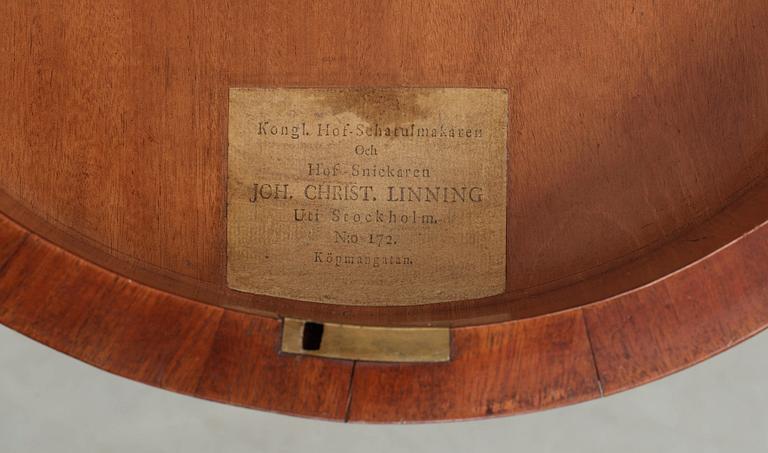 Kongl. Hof-Schatulmakaren
Och
Hof-Snickaren
JOH. CHRIST. LINNING
Uti Stockholm.
N:o 172.
Köpmangatan.